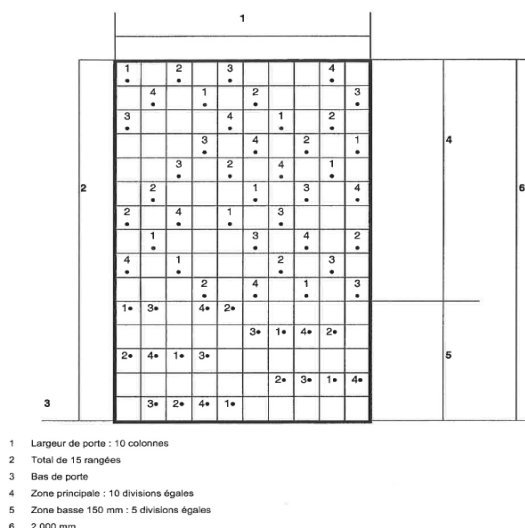 1
1 2 3 4
4 1 2 3
3 4 1 2
3 4 2 1
3 2 4 1
2 1 3 4
2 4 1 3
1 3 4 2
4 1 2 3
2 4 1 3
1• 3• 4• 2•
3• 1• 4• 2•
2• 4• 1• 3•
2• 3• 1• 4•
3• 2• 4• 1•
2
4
6
5
3
1 Largeur de porte : 10 colonnes
2 Total de 15 rangées
3 Bas de porte
4 Zone principale : 10 divisions égales
5 Zone basse 150 mm : 5 divisions égales
6 2 000 mm